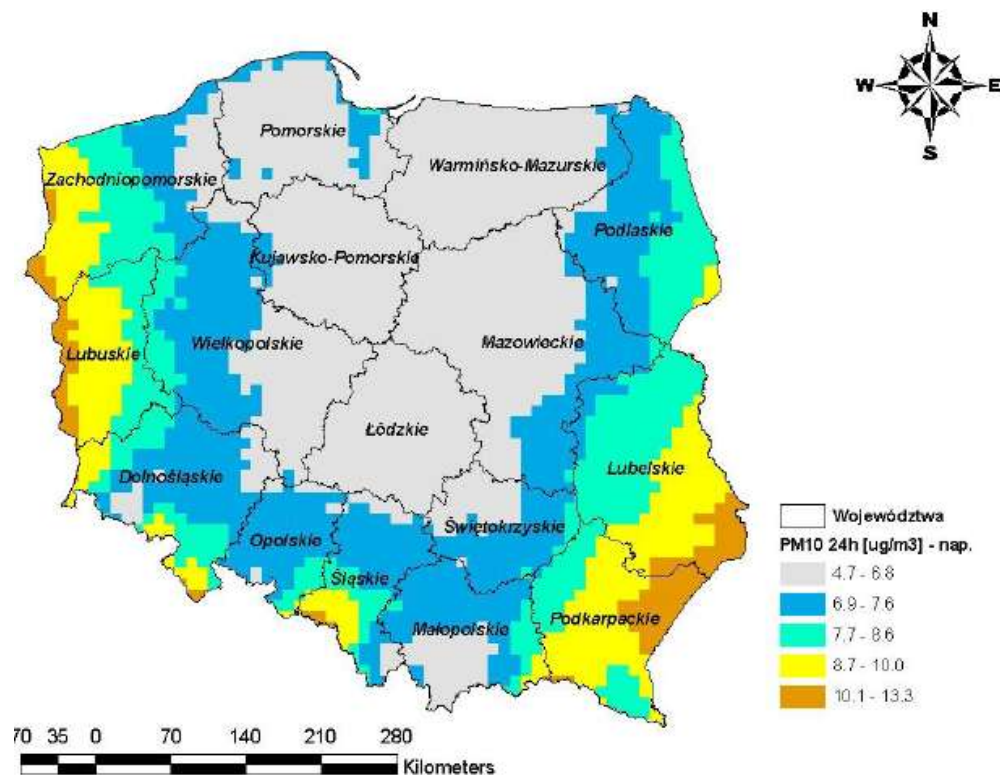 N
W E
S
Pomorskie
Warmińsko-Mazurskie
Zachodniopomorskie
Podlaskie
Kujawsko-Pomorskie
Wielkopolskie
Mazowieckie
Lubuskie
Łódzkie
Lubelskie
Dolnośląskie
Świętokrzyskie
Opolskie
Śląskie
Podkarpackie
Małopolskie
Województwa
PM10 24h [ug/m3] - nap.
4.7 - 6.8
6.9 - 7.6
7.7 - 8.6
8.7 - 10.0
10.1 - 13.3
70 35 0 70 140 210 280
Kilometers